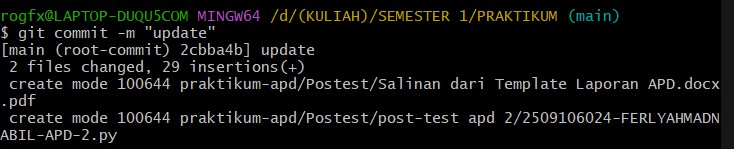 rogfx@LAPTOP-DUQU5COM MINGW64 /d/(KULIAH)/SEMESTER 1/PRAKTIKUM (main)
$ git commit -m "update"
[main (root-commit) 2cbba4b] update
 2 files changed, 29 insertions(+)
 create mode 100644 praktikum-apd/Postest/Salinan dari Template Laporan APD.docx
.pdf
 create mode 100644 praktikum-apd/Postest/post-test apd 2/2509106024-FERLYAHMADN
ABIL-APD-2.py